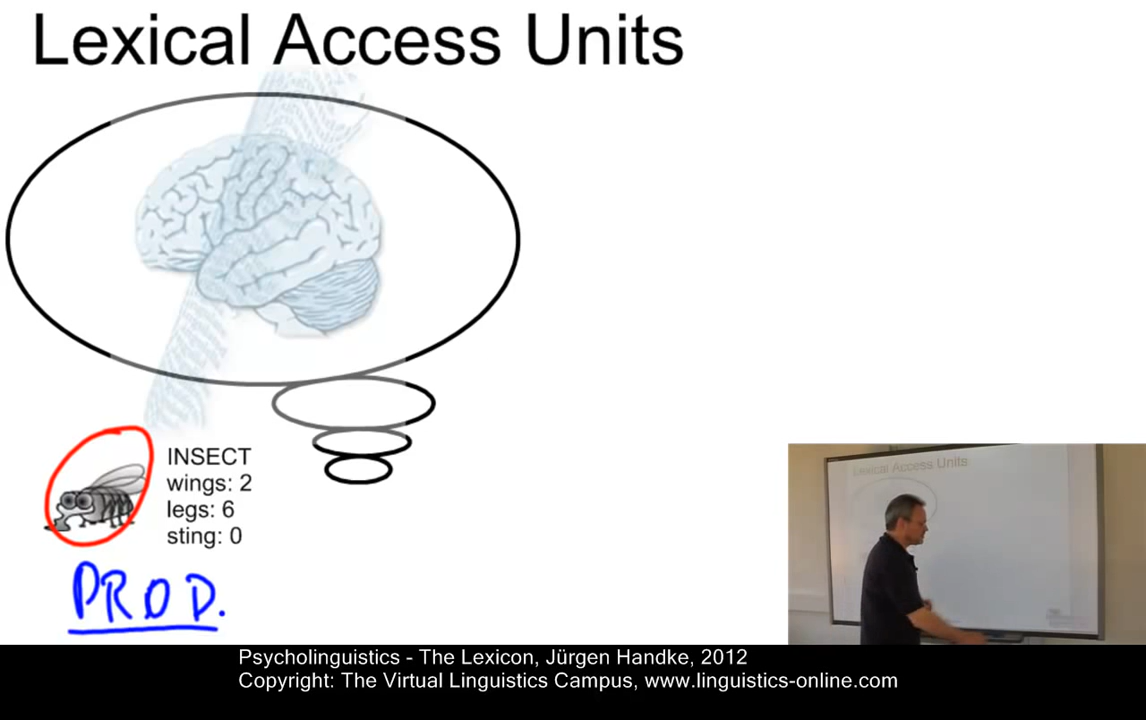 Lexical Access Units
INSECT
wings: 2
legs: 6
sting: 0
PROD.
Lexical Access Units
Psycholinguistics - The Lexicon, Jürgen Handke, 2012
Copyright: The Virtual Linguistics Campus, www.linguistics-online.com